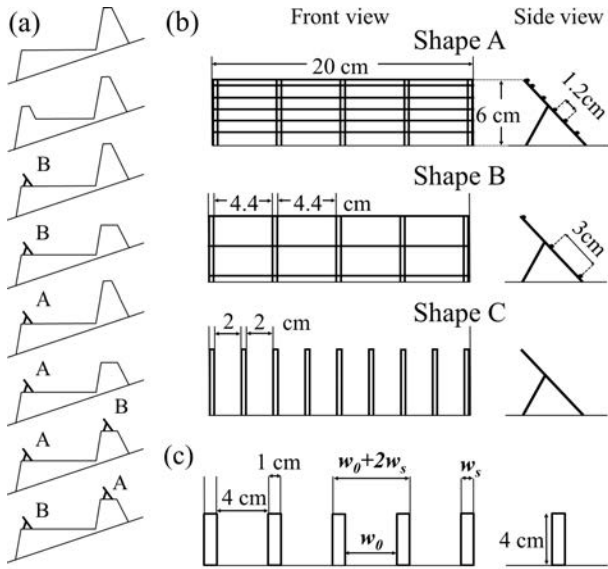 (a)
B
B
A
A
A
B
B
A
(b)
Front view
Side view
Shape A
20 cm
6 cm
1.2cm
Shape B
4.4
4.4
cm
3cm
Shape C
2
2
cm
(c)
1 cm
4 cm
w0+2ws
w0
ws
4 cm